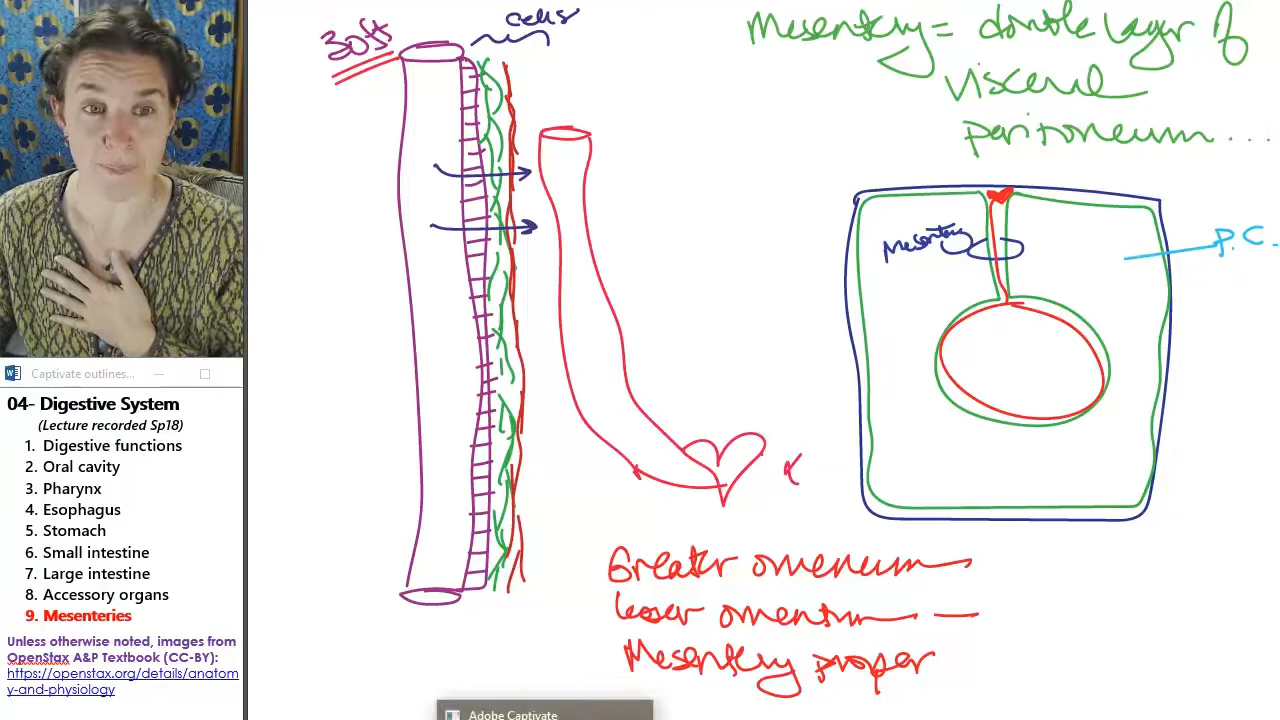 30ft
cells
Mesentery = double layer of
visceral
peritoneum ....
Mesentery
P.C.
Greater omenum
lesser omentum —
Mesentery proper
Captivate outlines...
04- Digestive System
(Lecture recorded Sp18)
1. Digestive functions
2. Oral cavity
3. Pharynx
4. Esophagus
5. Stomach
6. Small intestine
7. Large intestine
8. Accessory organs
9. Mesenteries
Unless otherwise noted, images from
OpenStax A&P Textbook (CC-BY):
https://openstax.org/details/anatom
y-and-physiology
Adobe Captivate